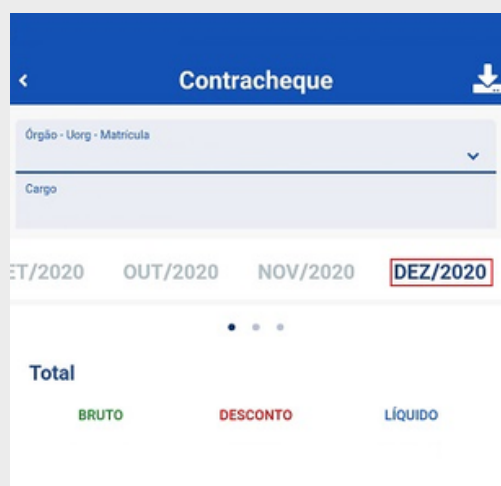 Contracheque
Órgão - Uorg - Matrícula
Cargo
ET/2020 OUT/2020 NOV/2020 DEZ/2020
Total
BRUTO DESCONTO LÍQUIDO